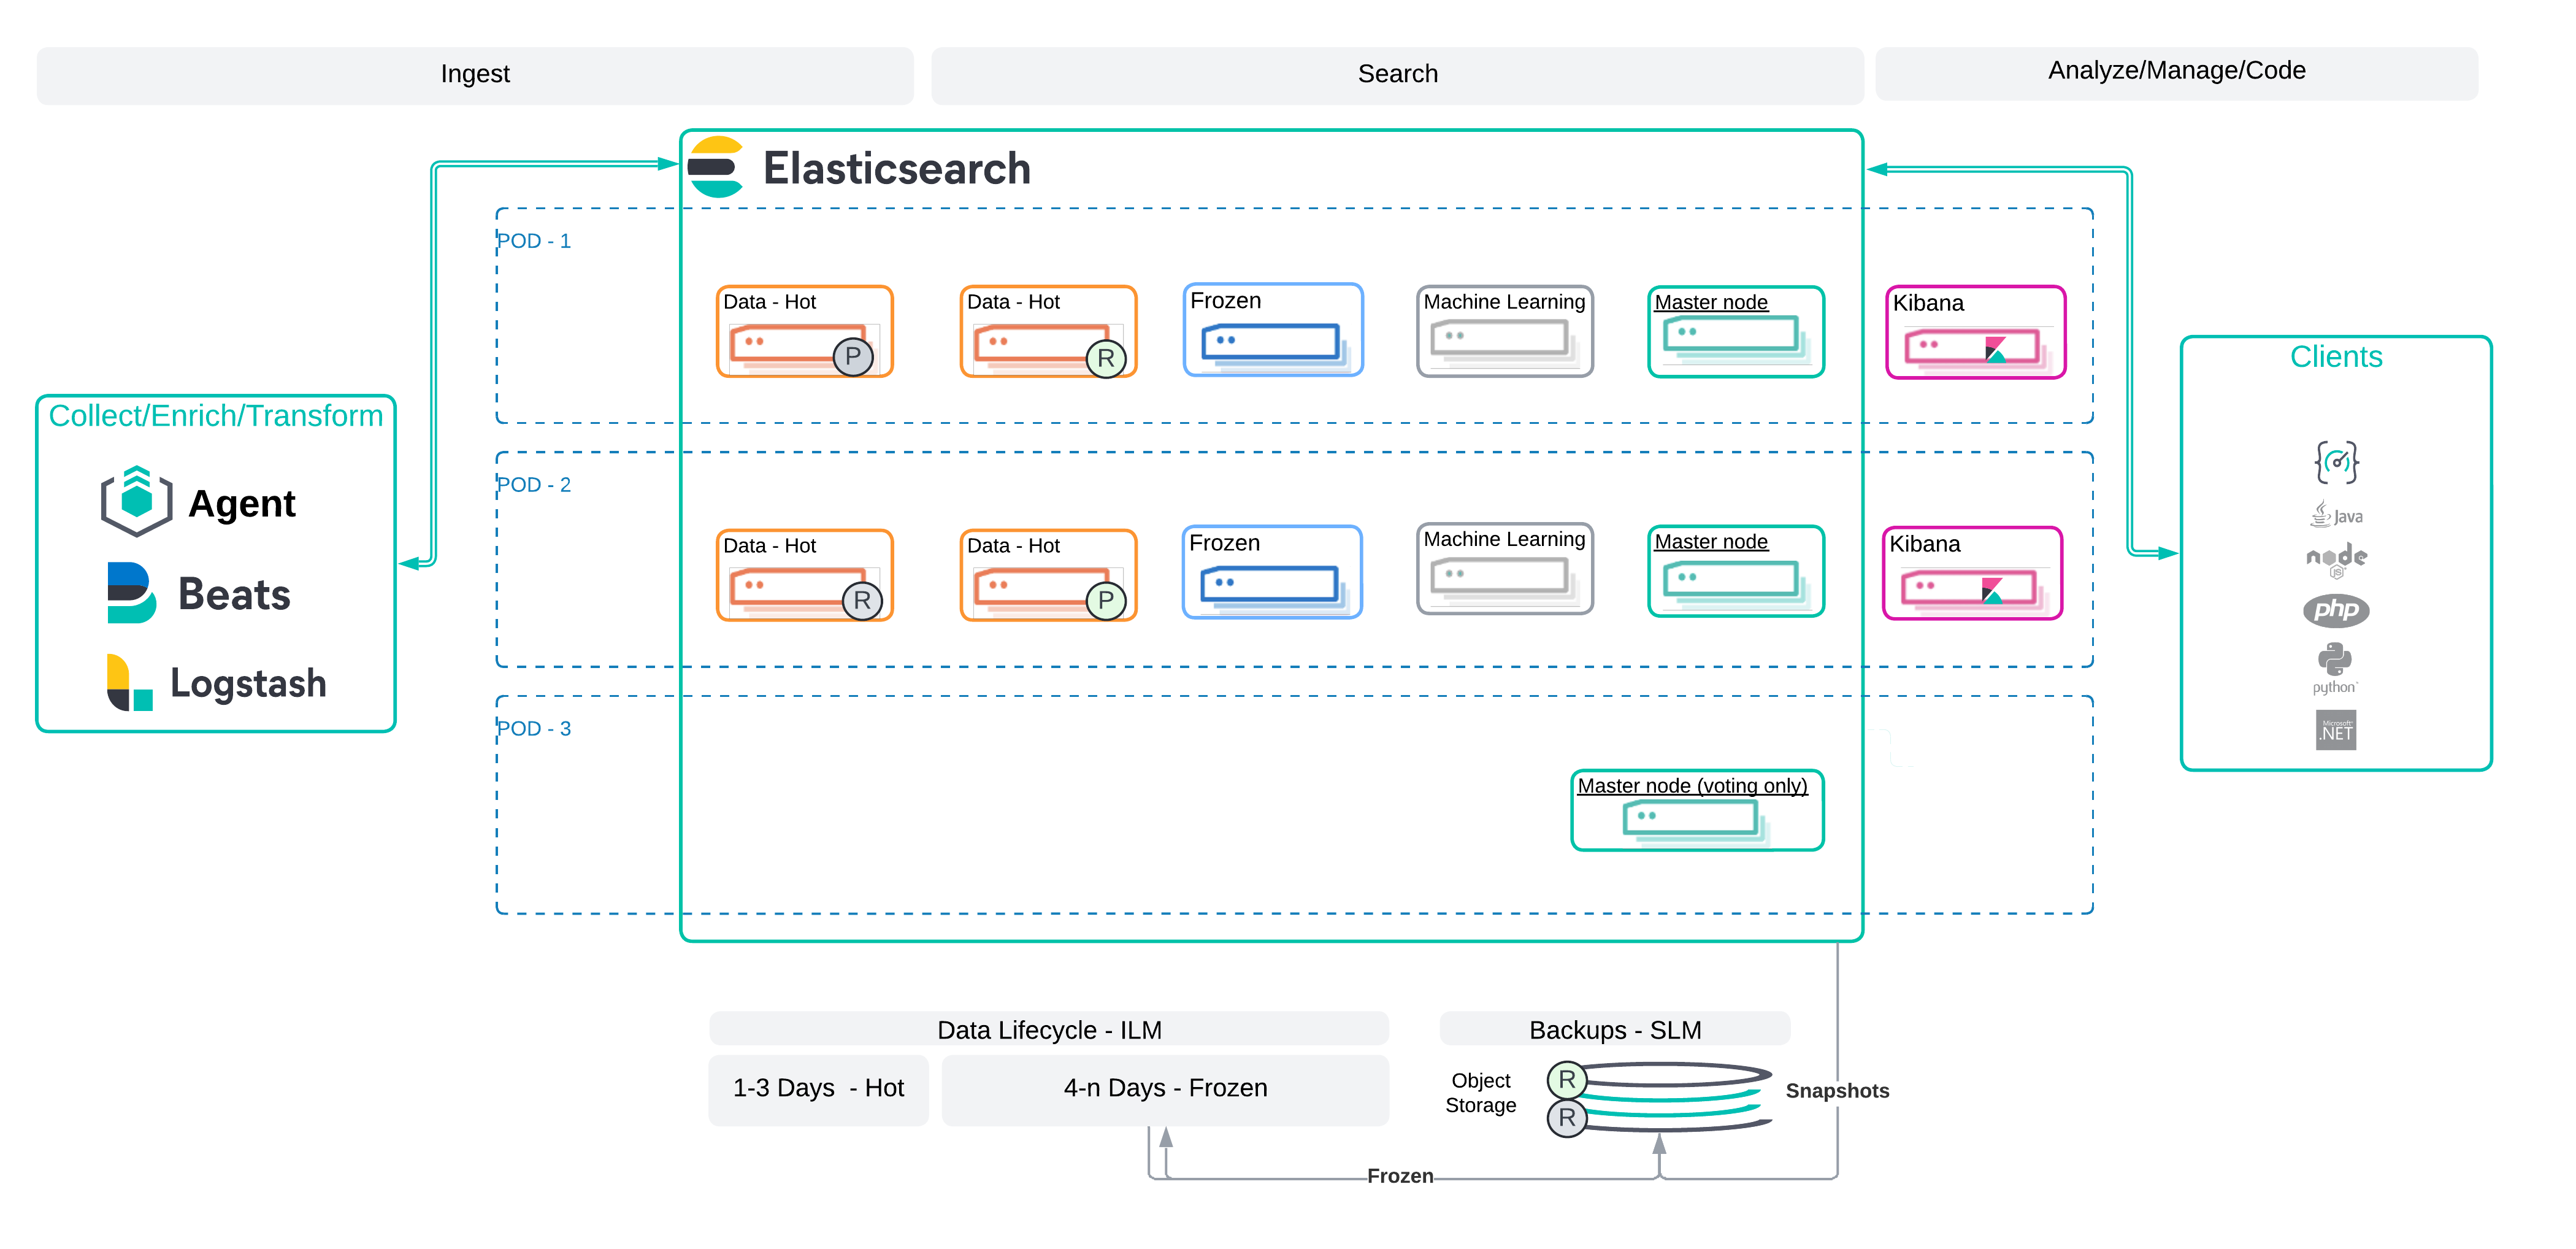 Ingest
Search
Analyze/Manage/Code
Elasticsearch
POD - 1
Data - Hot
P
Data - Hot
R
Frozen
Machine Learning
Master node
Kibana
Collect/Enrich/Transform
Agent
Beats
Logstash
POD - 2
Data - Hot
R
Data - Hot
P
Frozen
Machine Learning
Master node
Kibana
POD - 3
Master node (voting only)
Clients
Java
node
JS
php
python
Microsoft
.NET
Data Lifecycle - ILM
1-3 Days - Hot
4-n Days - Frozen
Backups - SLM
Object
Storage
R
R
Snapshots
Frozen